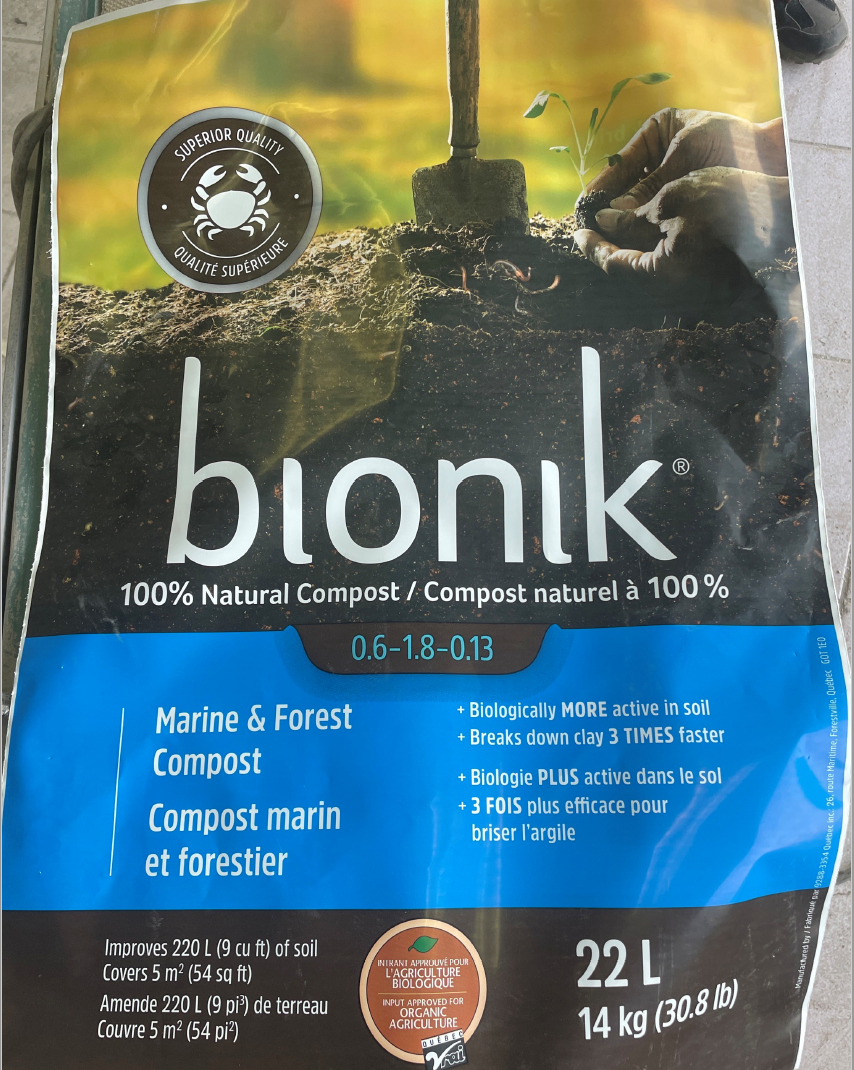 SUPERIOR QUALITY
QUALITÉ SUPÉRIEURE
bionik®
100% Natural Compost / Compost naturel à 100 %
0.6-1.8-0.13
Marine & Forest
Compost
Compost marin
et forestier
+ Biologically MORE active in soil
+ Breaks down clay 3 TIMES faster
+ Biologie PLUS active dans le sol
+ 3 FOIS plus efficace pour
briser l'argile
Improves 220 L (9 cu ft) of soil
Covers 5 m² (54 sq ft)
Amende 220 L (9 pi³) de terreau
Couvre 5 m² (54 pi²)
INTRANT APPROUVÉ POUR
L'AGRICULTURE
BIOLOGIQUE
INPUT APPROVED FOR
ORGANIC
AGRICULTURE
QUÉBEC
Vrai
22 L
14 kg (30.8 lb)
Manufactured by / Fabriqué par 9288-3354 Québec inc. 26, route Maritime, Forestville, Québec G0T 1E0